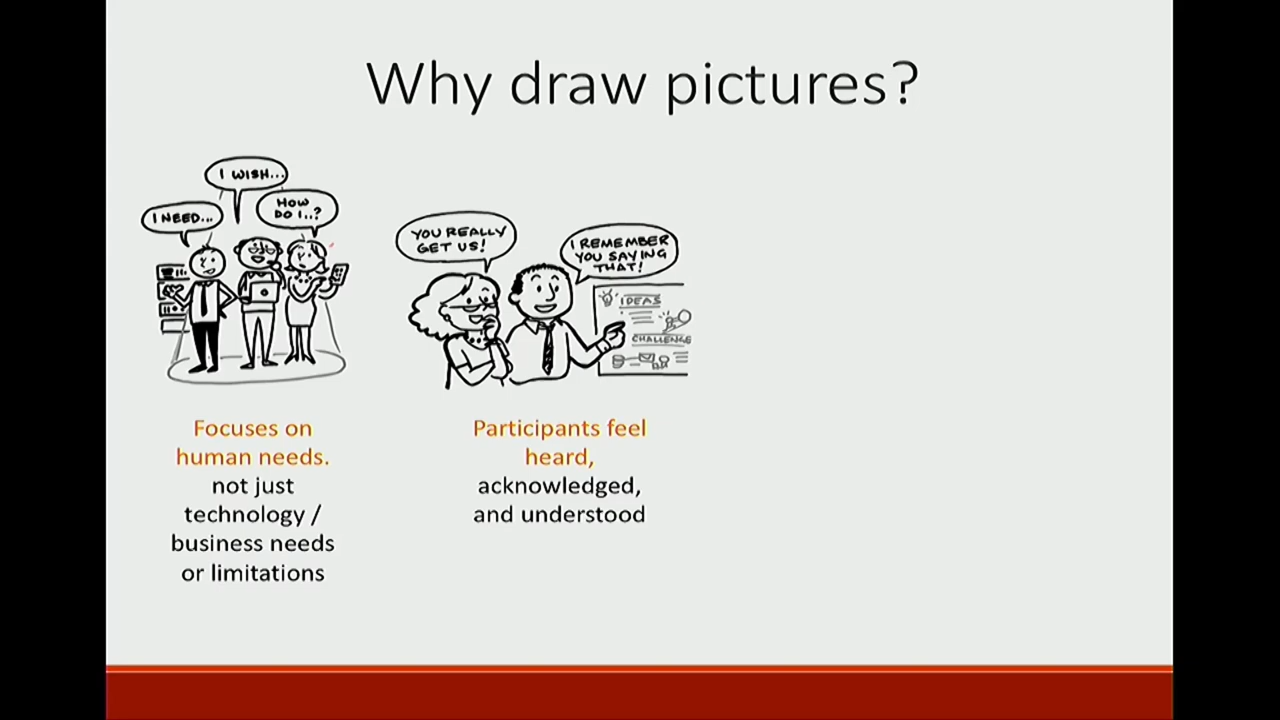 Why draw pictures?
I WISH...
I NEED...
HOW
DO I..?
YOU REALLY
GET US!
I REMEMBER
YOU SAYING
THAT!
IDEAS
CHALLENGE
Focuses on
human needs.
not just
technology /
business needs
or limitations
Participants feel
heard,
acknowledged,
and understood